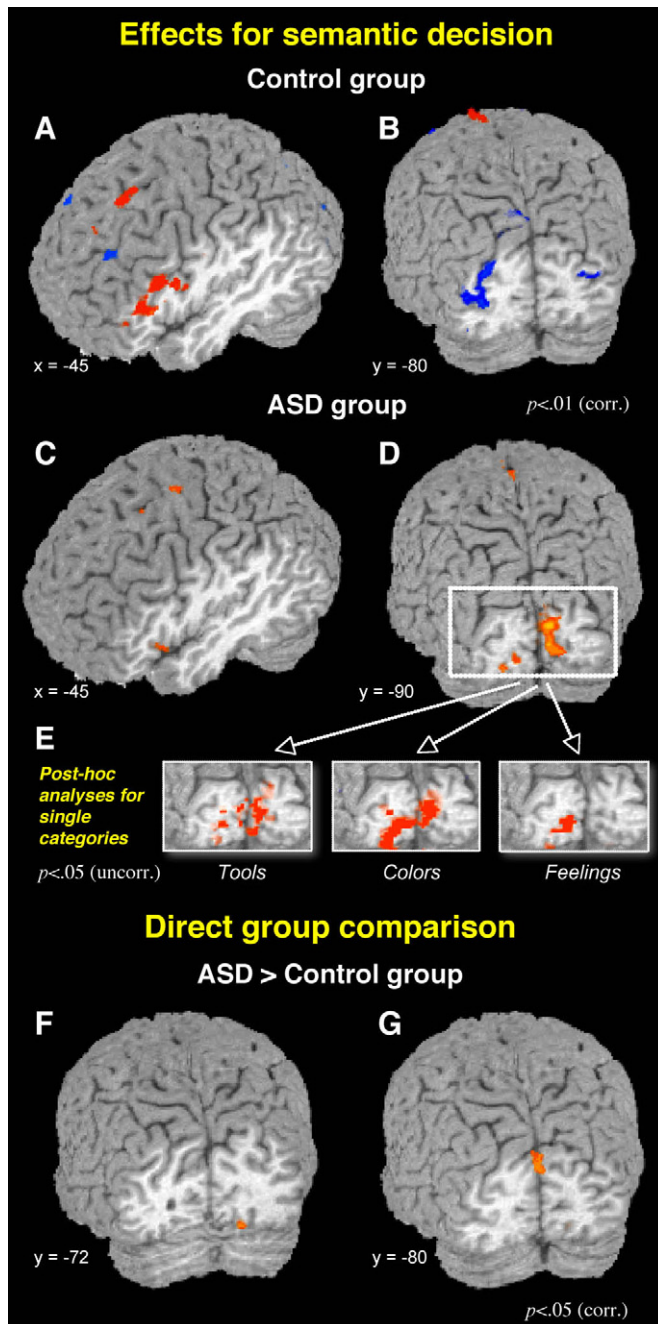 Effects for semantic decision
Control group
A
B
x = -45
y = -80
p<.01 (corr.)
ASD group
C
D
x = -45
y = -90
E
Post-hoc
analyses for
single
categories
p<.05 (uncorr.)
Tools
Colors
Feelings
Direct group comparison
ASD > Control group
F
G
y = -72
y = -80
p<.05 (corr.)